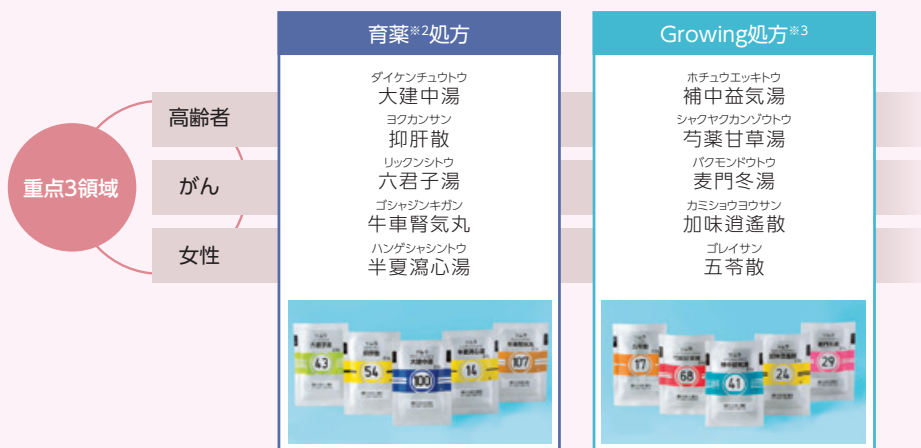 重点3領域
高齢者
がん
女性
育薬※2処方
ダイケンチュウトウ
大建中湯
ヨクカンサン
抑肝散
リックンシトウ
六君子湯
ゴシャジンキガン
牛車腎気丸
ハンゲシャシントウ
半夏瀉心湯
43
54
100
14
107
Growing処方※3
ホチュウエッキトウ
補中益気湯
シャクヤクカンゾウトウ
芍薬甘草湯
バクモンドウトウ
麦門冬湯
カミショウヨウサン
加味逍遙散
ゴレイサン
五苓散
17
68
41
24
29